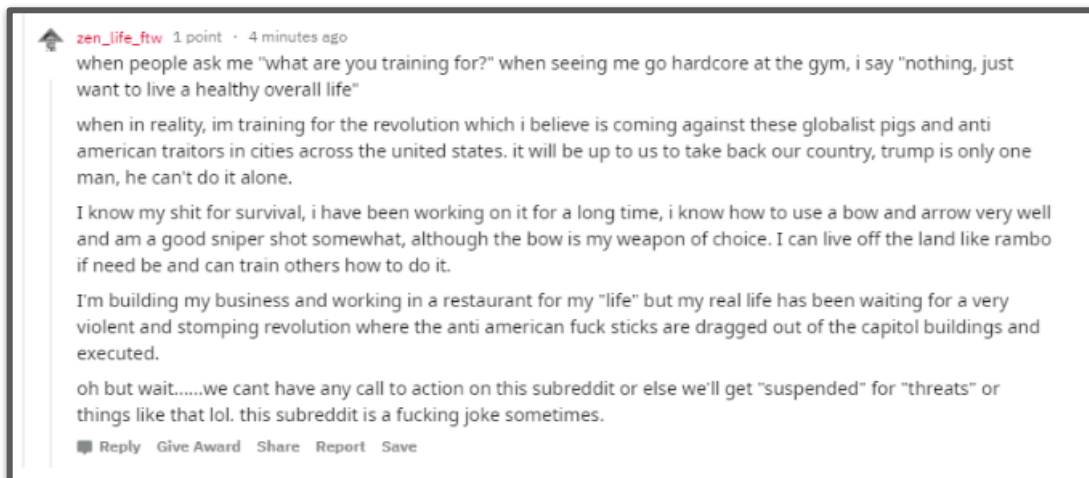 zen_life_ftw 1 point · 4 minutes ago
when people ask me "what are you training for?" when seeing me go hardcore at the gym, i say "nothing, just
want to live a healthy overall life"
when in reality, im training for the revolution which i believe is coming against these globalist pigs and anti
american traitors in cities across the united states. it will be up to us to take back our country, trump is only one
man, he can't do it alone.
I know my shit for survival, i have been working on it for a long time, i know how to use a bow and arrow very well
and am a good sniper shot somewhat, although the bow is my weapon of choice. I can live off the land like rambo
if need be and can train others how to do it.
I'm building my business and working in a restaurant for my "life" but my real life has been waiting for a very
violent and stomping revolution where the anti american fuck sticks are dragged out of the capitol buildings and
executed.
oh but wait......we cant have any call to action on this subreddit or else we'll get "suspended" for "threats" or
things like that lol. this subreddit is a fucking joke sometimes.
Reply Give Award Share Report Save